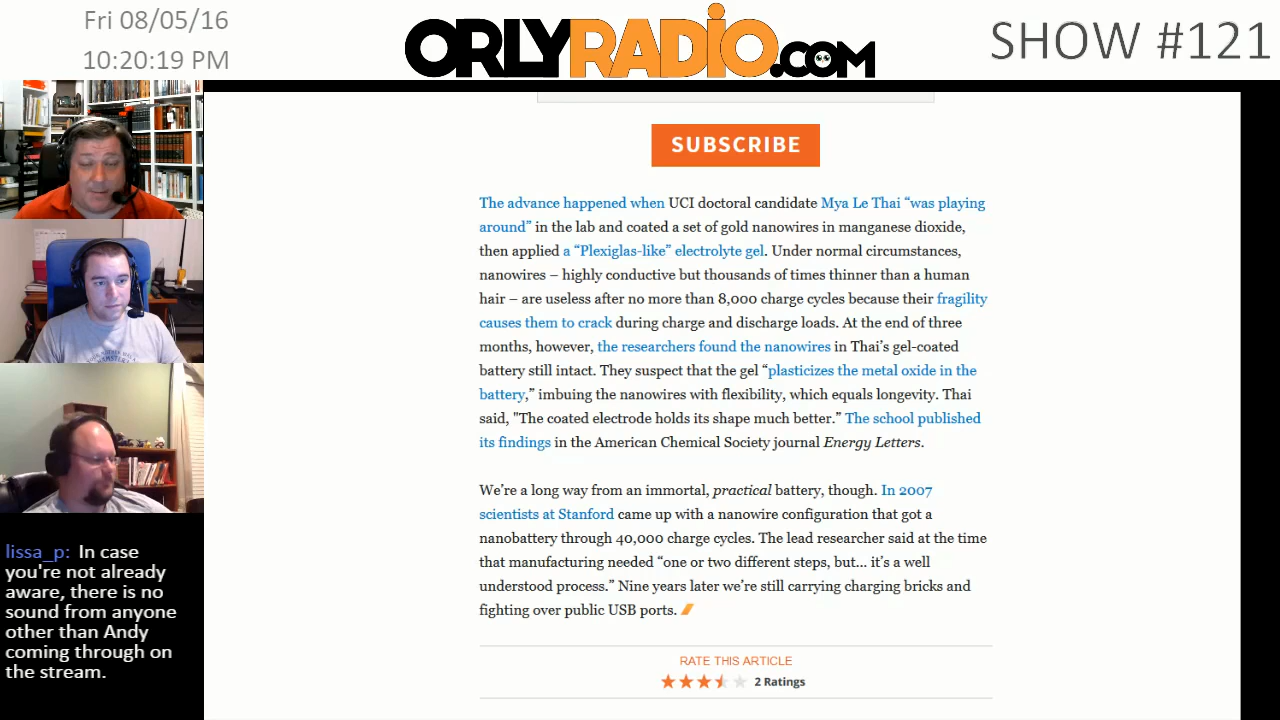 Fri 08/05/16
10:20:19 PM
ORLYRADIO.COM
SHOW #121
SUBSCRIBE
The advance happened when UCI doctoral candidate Mya Le Thai “was playing
around” in the lab and coated a set of gold nanowires in manganese dioxide,
then applied a “Plexiglas-like” electrolyte gel. Under normal circumstances,
nanowires – highly conductive but thousands of times thinner than a human
hair – are useless after no more than 8,000 charge cycles because their fragility
causes them to crack during charge and discharge loads. At the end of three
months, however, the researchers found the nanowires in Thai’s gel-coated
battery still intact. They suspect that the gel “plasticizes the metal oxide in the
battery,” imbuing the nanowires with flexibility, which equals longevity. Thai
said, "The coated electrode holds its shape much better.” The school published
its findings in the American Chemical Society journal Energy Letters.
We’re a long way from an immortal, practical battery, though. In 2007
scientists at Stanford came up with a nanowire configuration that got a
nanobattery through 40,000 charge cycles. The lead researcher said at the time
that manufacturing needed “one or two different steps, but... it’s a well
understood process.” Nine years later we’re still carrying charging bricks and
fighting over public USB ports.
RATE THIS ARTICLE
2 Ratings
lissa_p: In case
you're not already
aware, there is no
sound from anyone
other than Andy
coming through on
the stream.